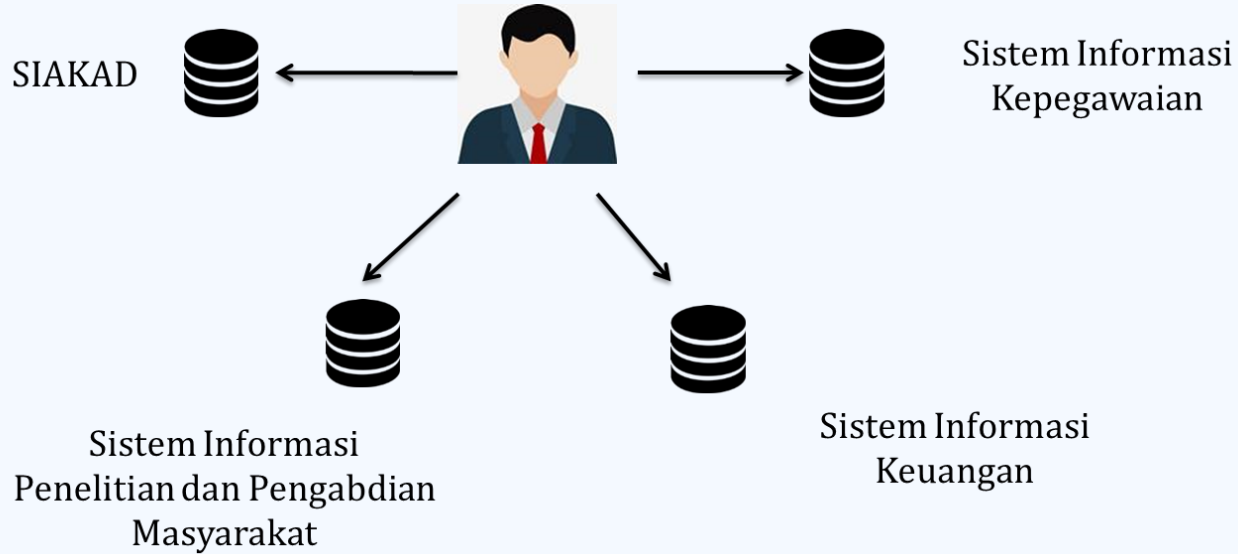 SIAKAD
Sistem Informasi
Kepegawaian
Sistem Informasi
Penelitian dan Pengabdian
Masyarakat
Sistem Informasi
Keuangan